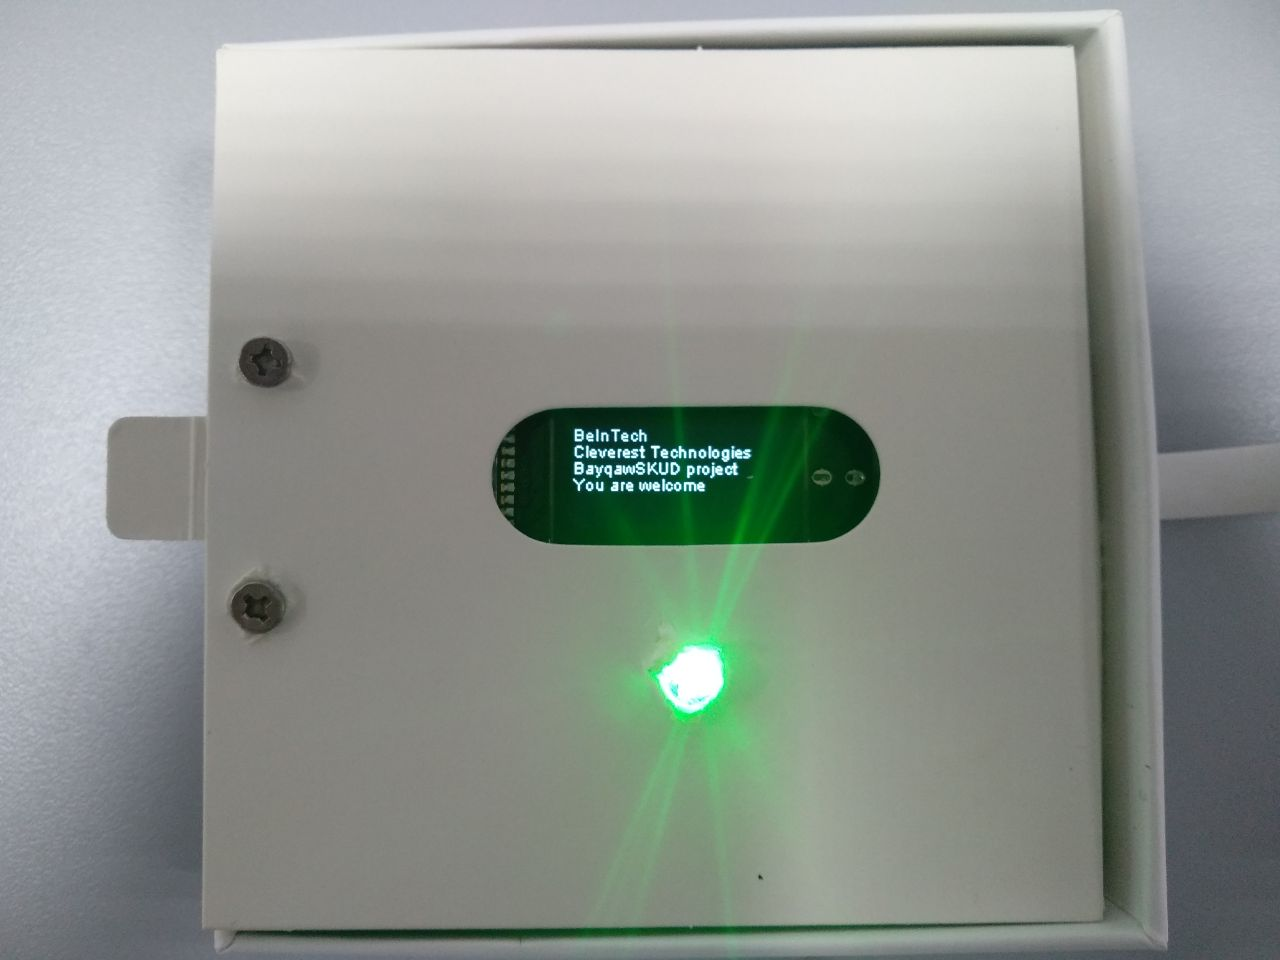 BeInTech
Cleverest Technologies
BayqawSKUD project
You are welcome